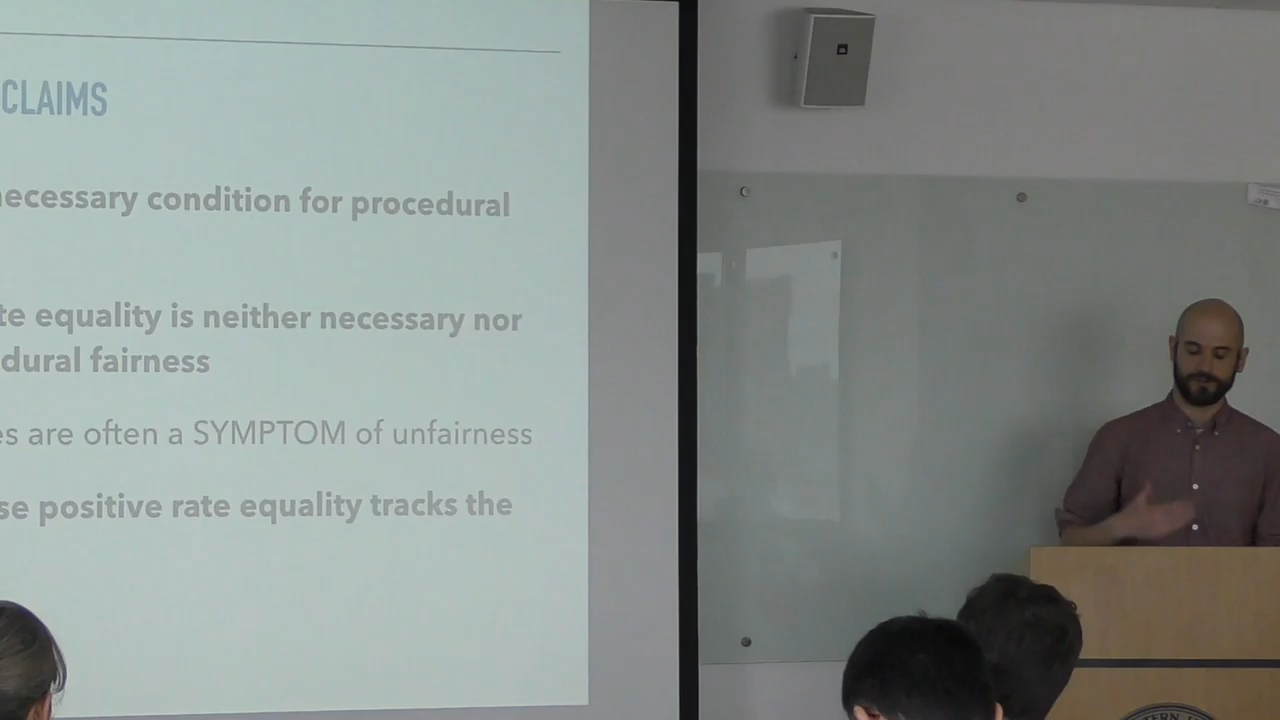 CLAIMS
necessary condition for procedural
te equality is neither necessary nor
dural fairness
es are often a SYMPTOM of unfairness
se positive rate equality tracks the
TERN